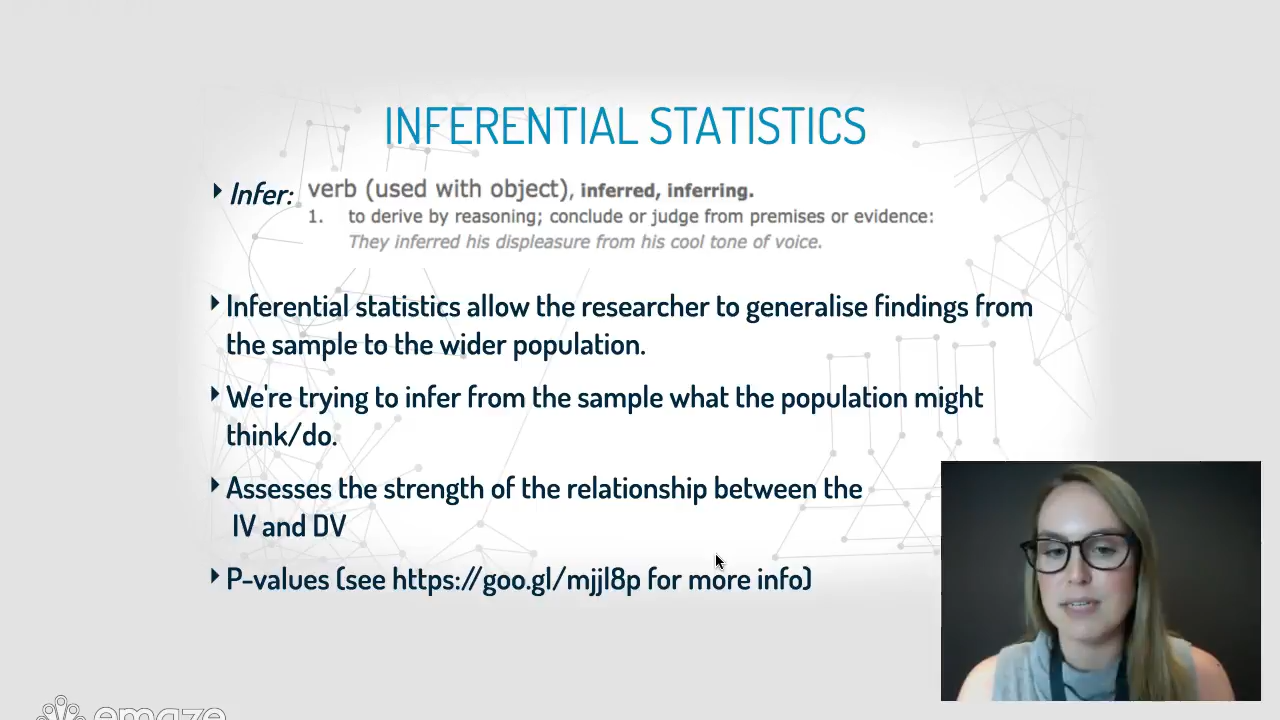 INFERENTIAL STATISTICS
Infer: verb (used with object), inferred, inferring.
1. to derive by reasoning; conclude or judge from premises or evidence:
They inferred his displeasure from his cool tone of voice.
Inferential statistics allow the researcher to generalise findings from
the sample to the wider population.
We're trying to infer from the sample what the population might
think/do.
Assesses the strength of the relationship between the
IV and DV
P-values (see https://goo.gl/mjjl8p for more info)
emaze